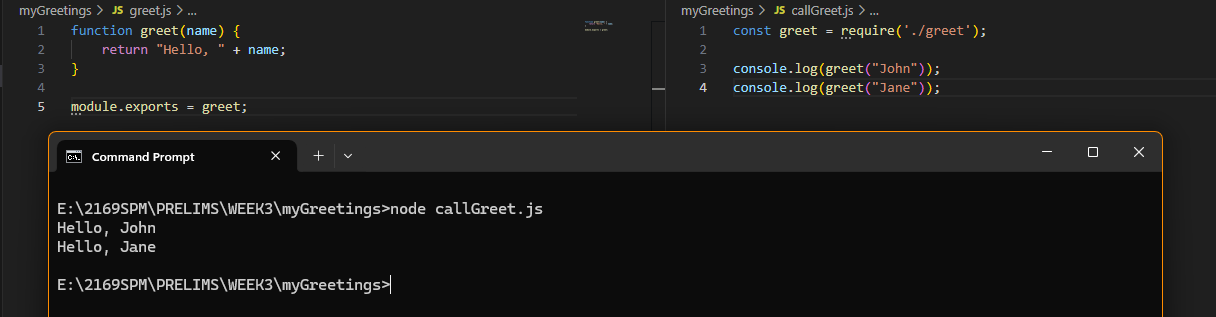 myGreetings > JS greet.js > ...
1 function greet(name) {
2     return "Hello, " + name;
3 }
4
5 module.exports = greet;
myGreetings > JS callGreet.js > ...
1 const greet = require('./greet');
2
3 console.log(greet("John"));
4 console.log(greet("Jane"));
Command Prompt
E:\2169SPM\PRELIMS\WEEK3\myGreetings>node callGreet.js
Hello, John
Hello, Jane
E:\2169SPM\PRELIMS\WEEK3\myGreetings>